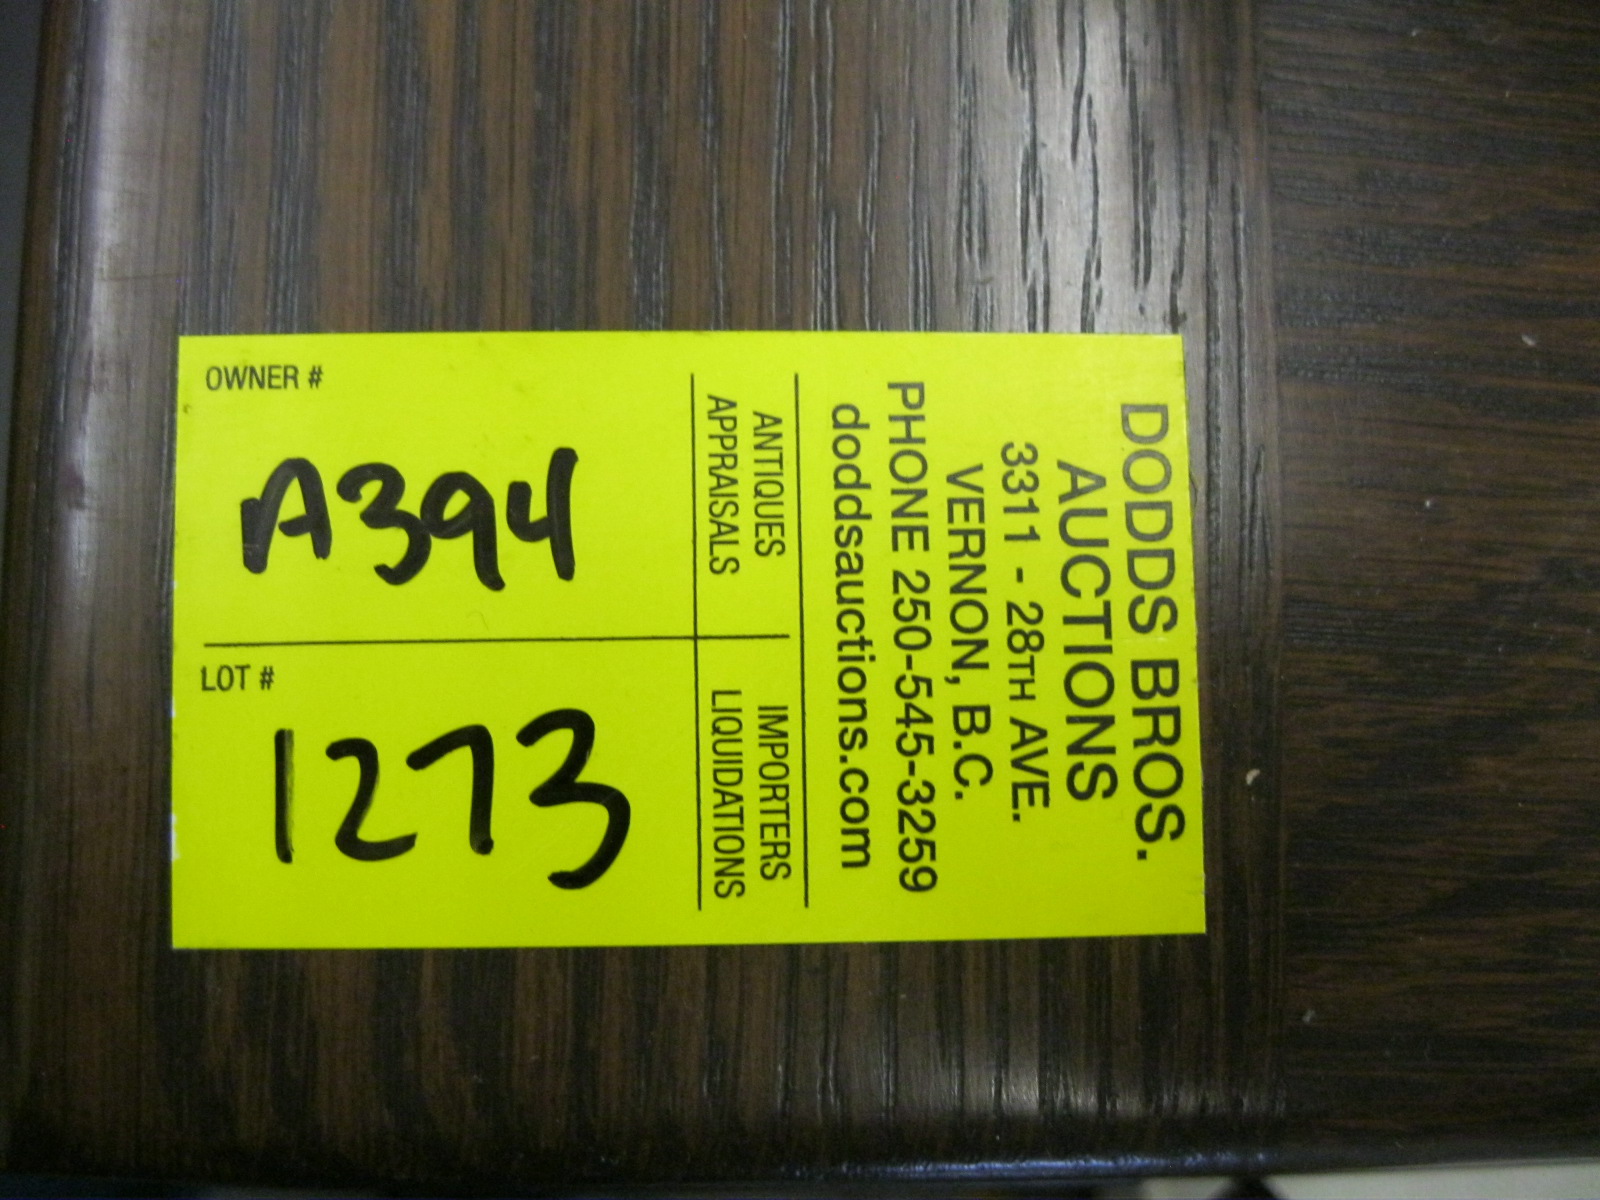 DODDS BROS.
AUCTIONS
3311 - 28TH AVE.
VERNON, B.C.
PHONE 250-545-3259
doddsauctions.com
ANTIQUES
APPRAISALS
IMPORTERS
LIQUIDATIONS
OWNER #
A394
LOT #
1273